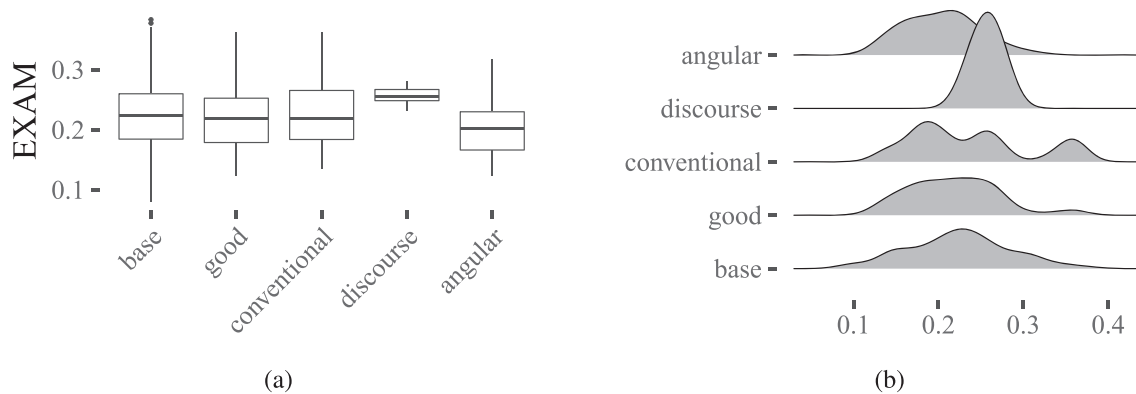 EXAM
0.3
0.2
0.1
base
good
conventional
discourse
angular
(a)
angular
discourse
conventional
good
base
0.1 0.2 0.3 0.4
(b)